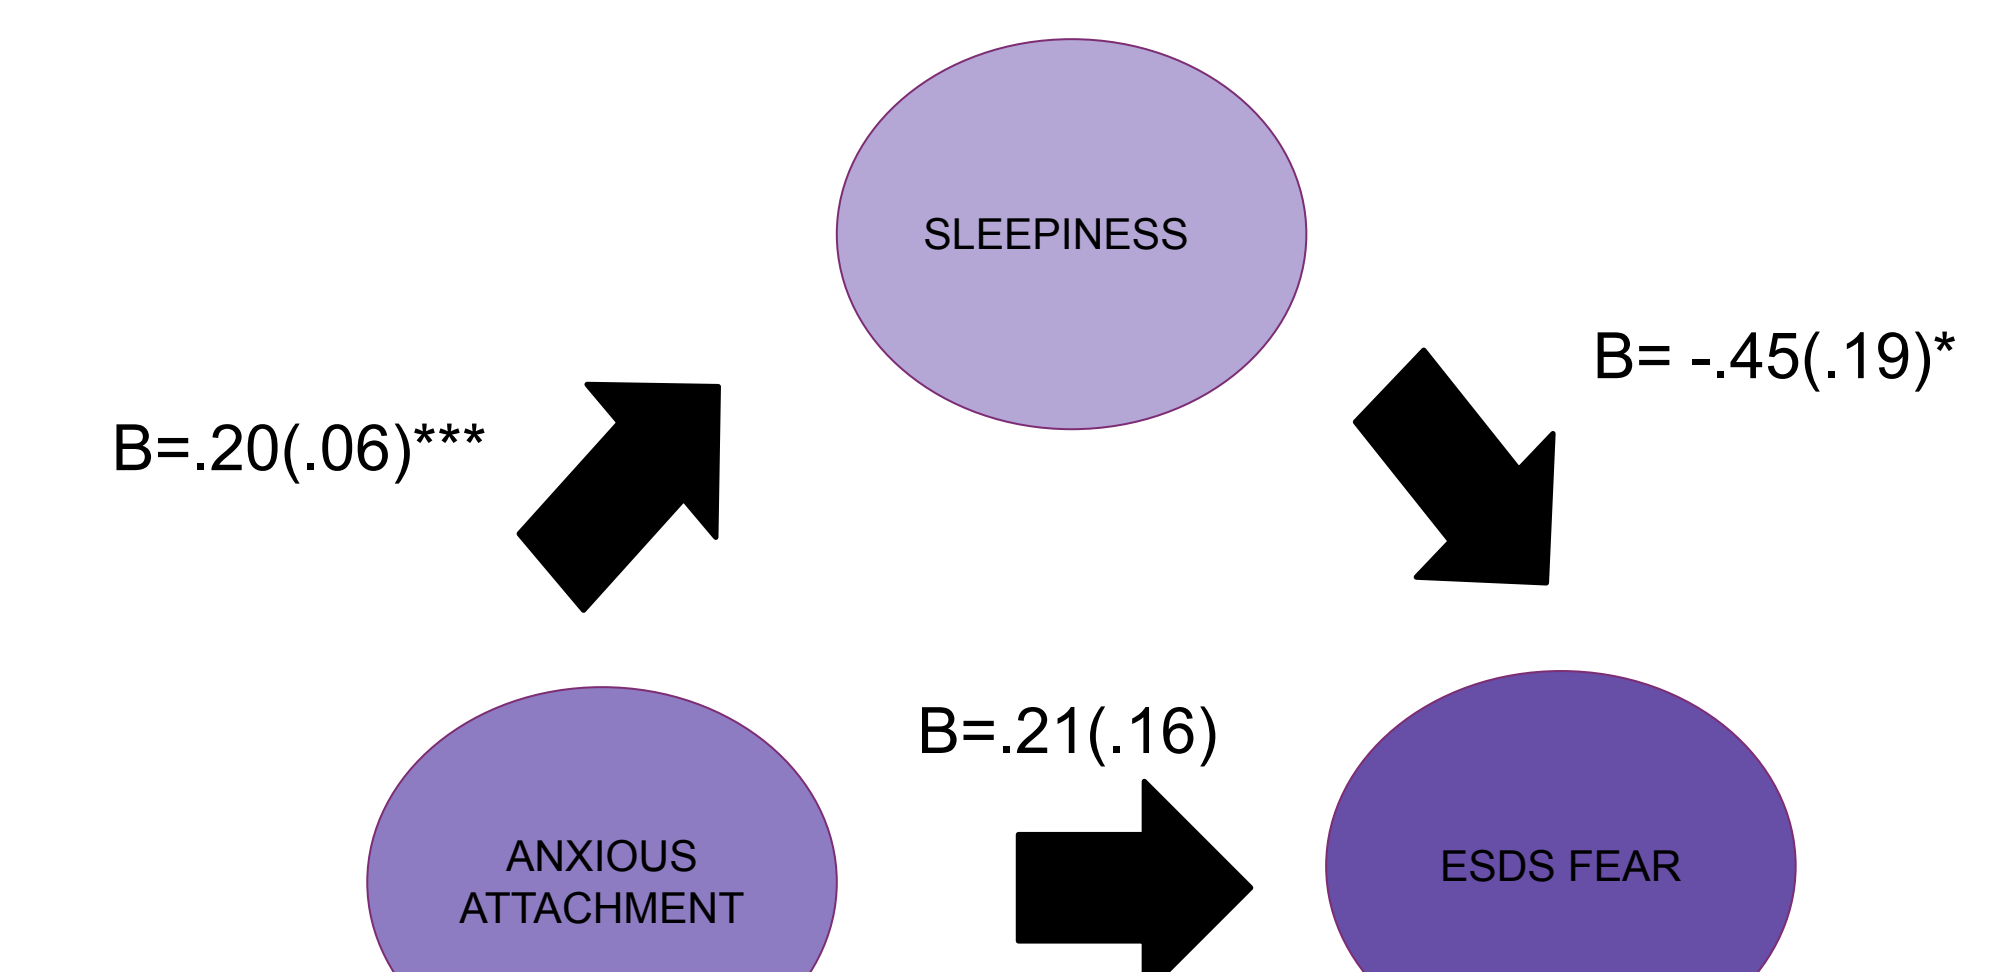 SLEEPINESS
B= -.45(.19)*
B=.20(.06)***
B=.21(.16)
ANXIOUS
ATTACHMENT
ESDS FEAR